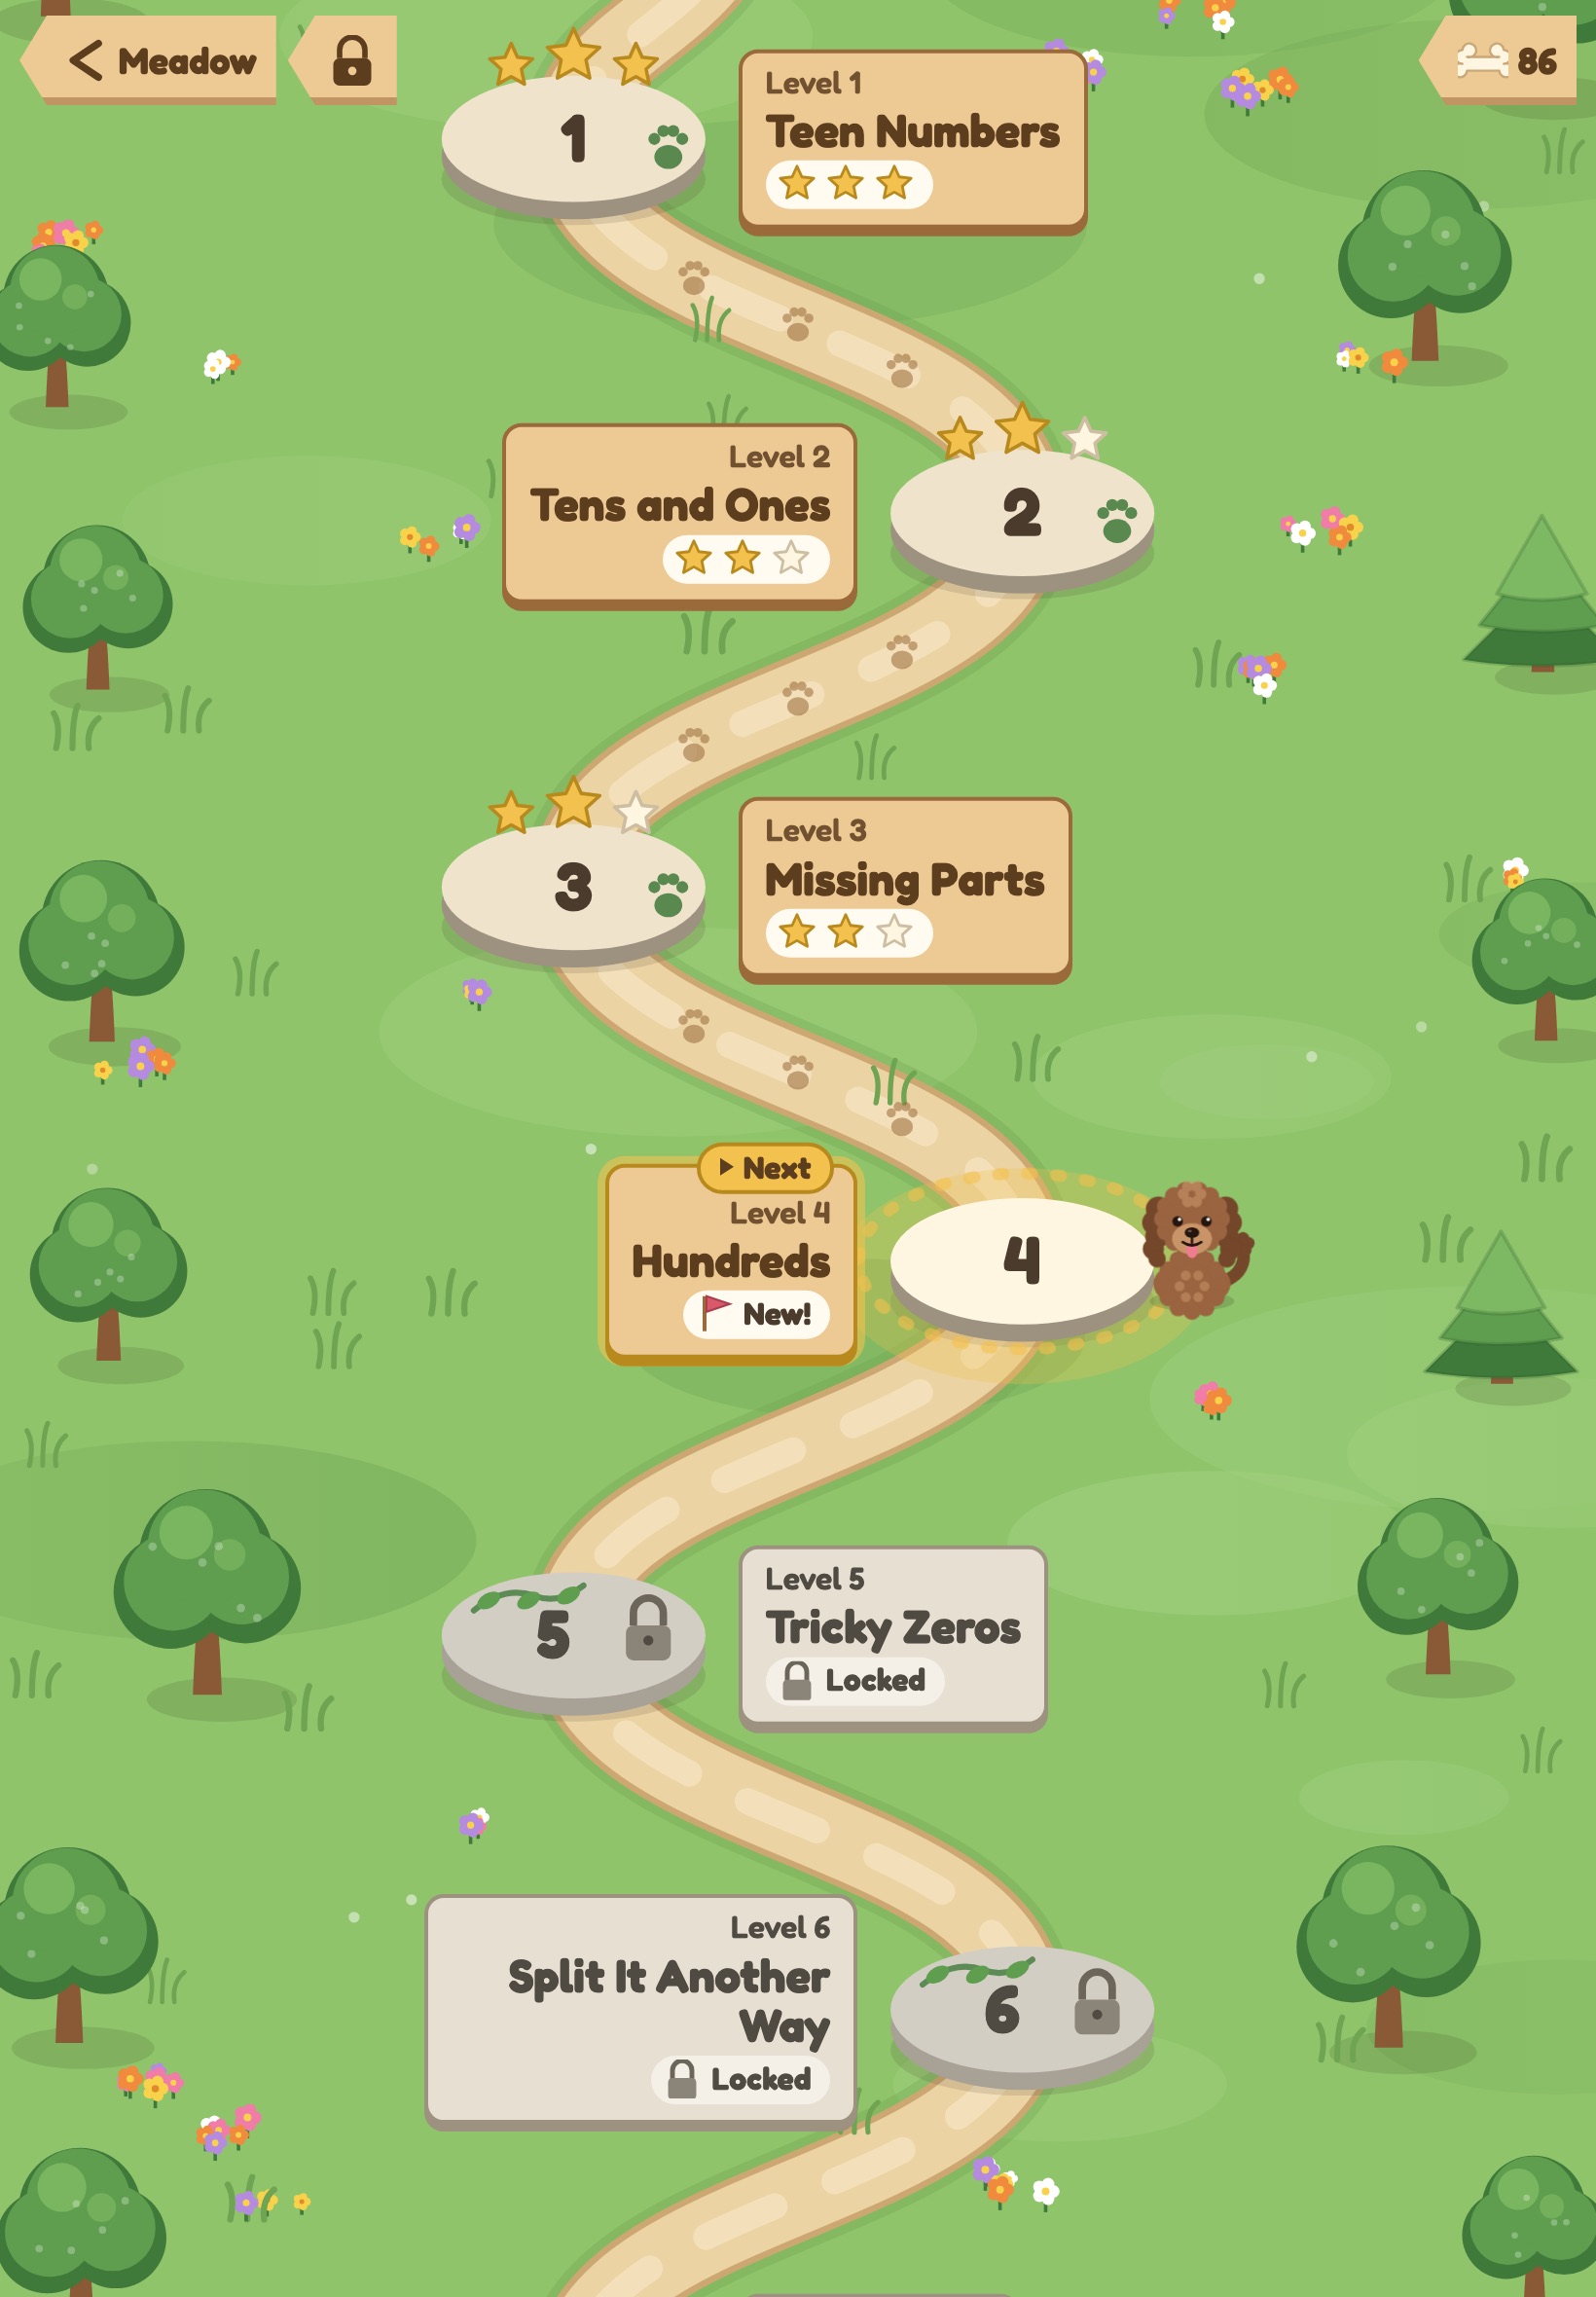 Meadow
86
1
Level 1
Teen Numbers
Level 2
Tens and Ones
2
3
Level 3
Missing Parts
Next
Level 4
Hundreds
New!
4
5
Level 5
Tricky Zeros
Locked
Level 6
Split It Another
Way
Locked
6